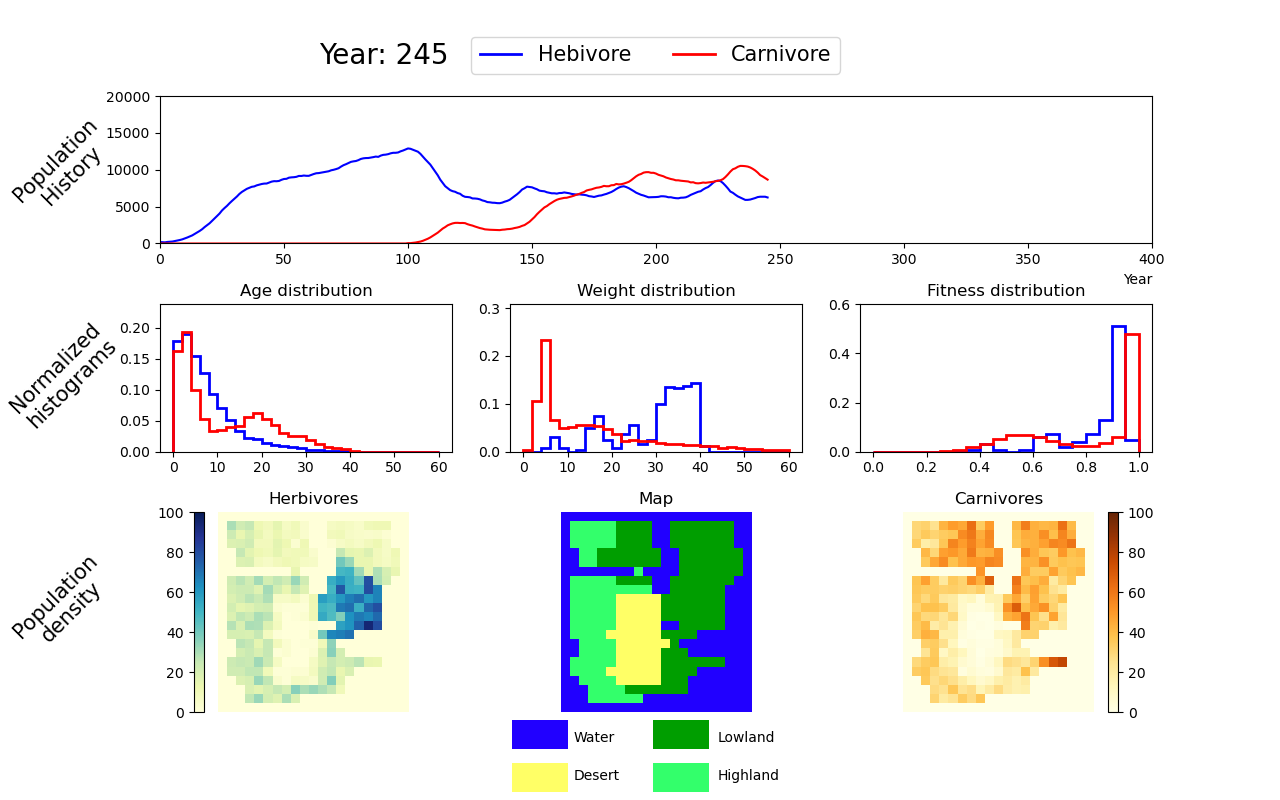 Year: 245 Hebivore Carnivore
Population
History
20000
15000
10000
5000
0
0 50 100 150 200 250 300 350 400
Year
Normalized
histograms
Age distribution
0.20
0.15
0.10
0.05
0.00
0 10 20 30 40 50 60
Weight distribution
0.3
0.2
0.1
0.0
0 10 20 30 40 50 60
Fitness distribution
0.6
0.4
0.2
0.0
0.0 0.2 0.4 0.6 0.8 1.0
Population
density
Herbivores
100
80
60
40
20
0
Map
Water Lowland
Desert Highland
Carnivores
100
80
60
40
20
0